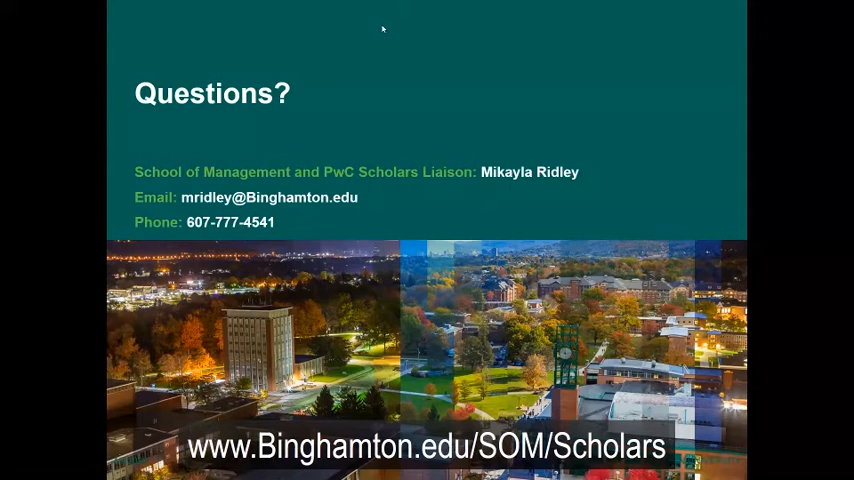 Questions?
School of Management and PwC Scholars Liaison: Mikayla Ridley
Email: mridley@Binghamton.edu
Phone: 607-777-4541
www.Binghamton.edu/SOM/Scholars